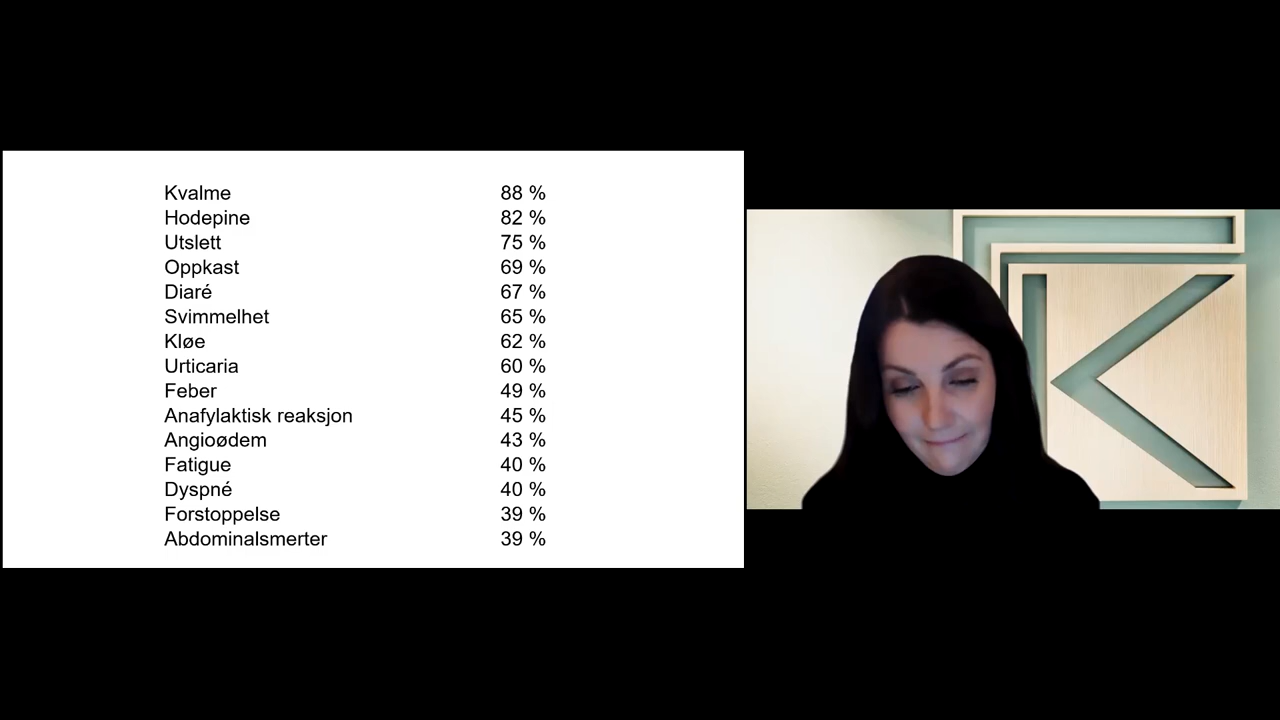 Kvalme 88 %
Hodepine 82 %
Utslett 75 %
Oppkast 69 %
Diaré 67 %
Svimmelhet 65 %
Kløe 62 %
Urticaria 60 %
Feber 49 %
Anafylaktisk reaksjon 45 %
Angioødem 43 %
Fatigue 40 %
Dyspné 40 %
Forstoppelse 39 %
Abdominalsmerter 39 %